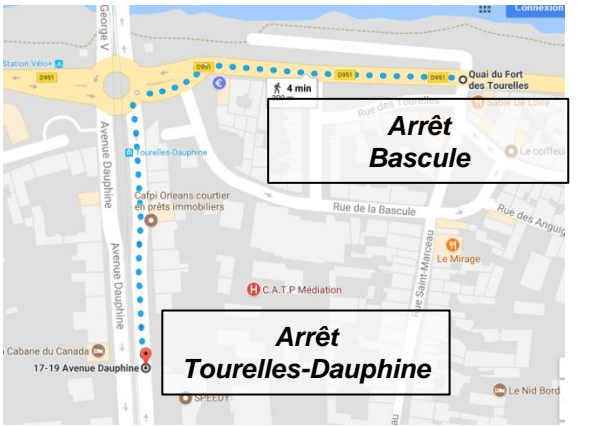 Connexion
George V
Station Vélo+
D951
D951
D951
D951
Quai du Fort
des Tourelles
4 min
Sable De Loire
Rue des Tourelles
Arrêt
Bascule
Le coiffeu
Avenue Dauphine
Tourelles-Dauphine
Cafpi Orleans courtier
en prêts immobiliers
Rue de la Bascule
Rue des Anguig
Rue Saint-Marceau
Le Mirage
Avenue Dauphine
C.A.T.P Médiation
Arrêt
Tourelles-Dauphine
Cabane du Canada
17-19 Avenue Dauphine
SPEEDY
Le Nid Bord